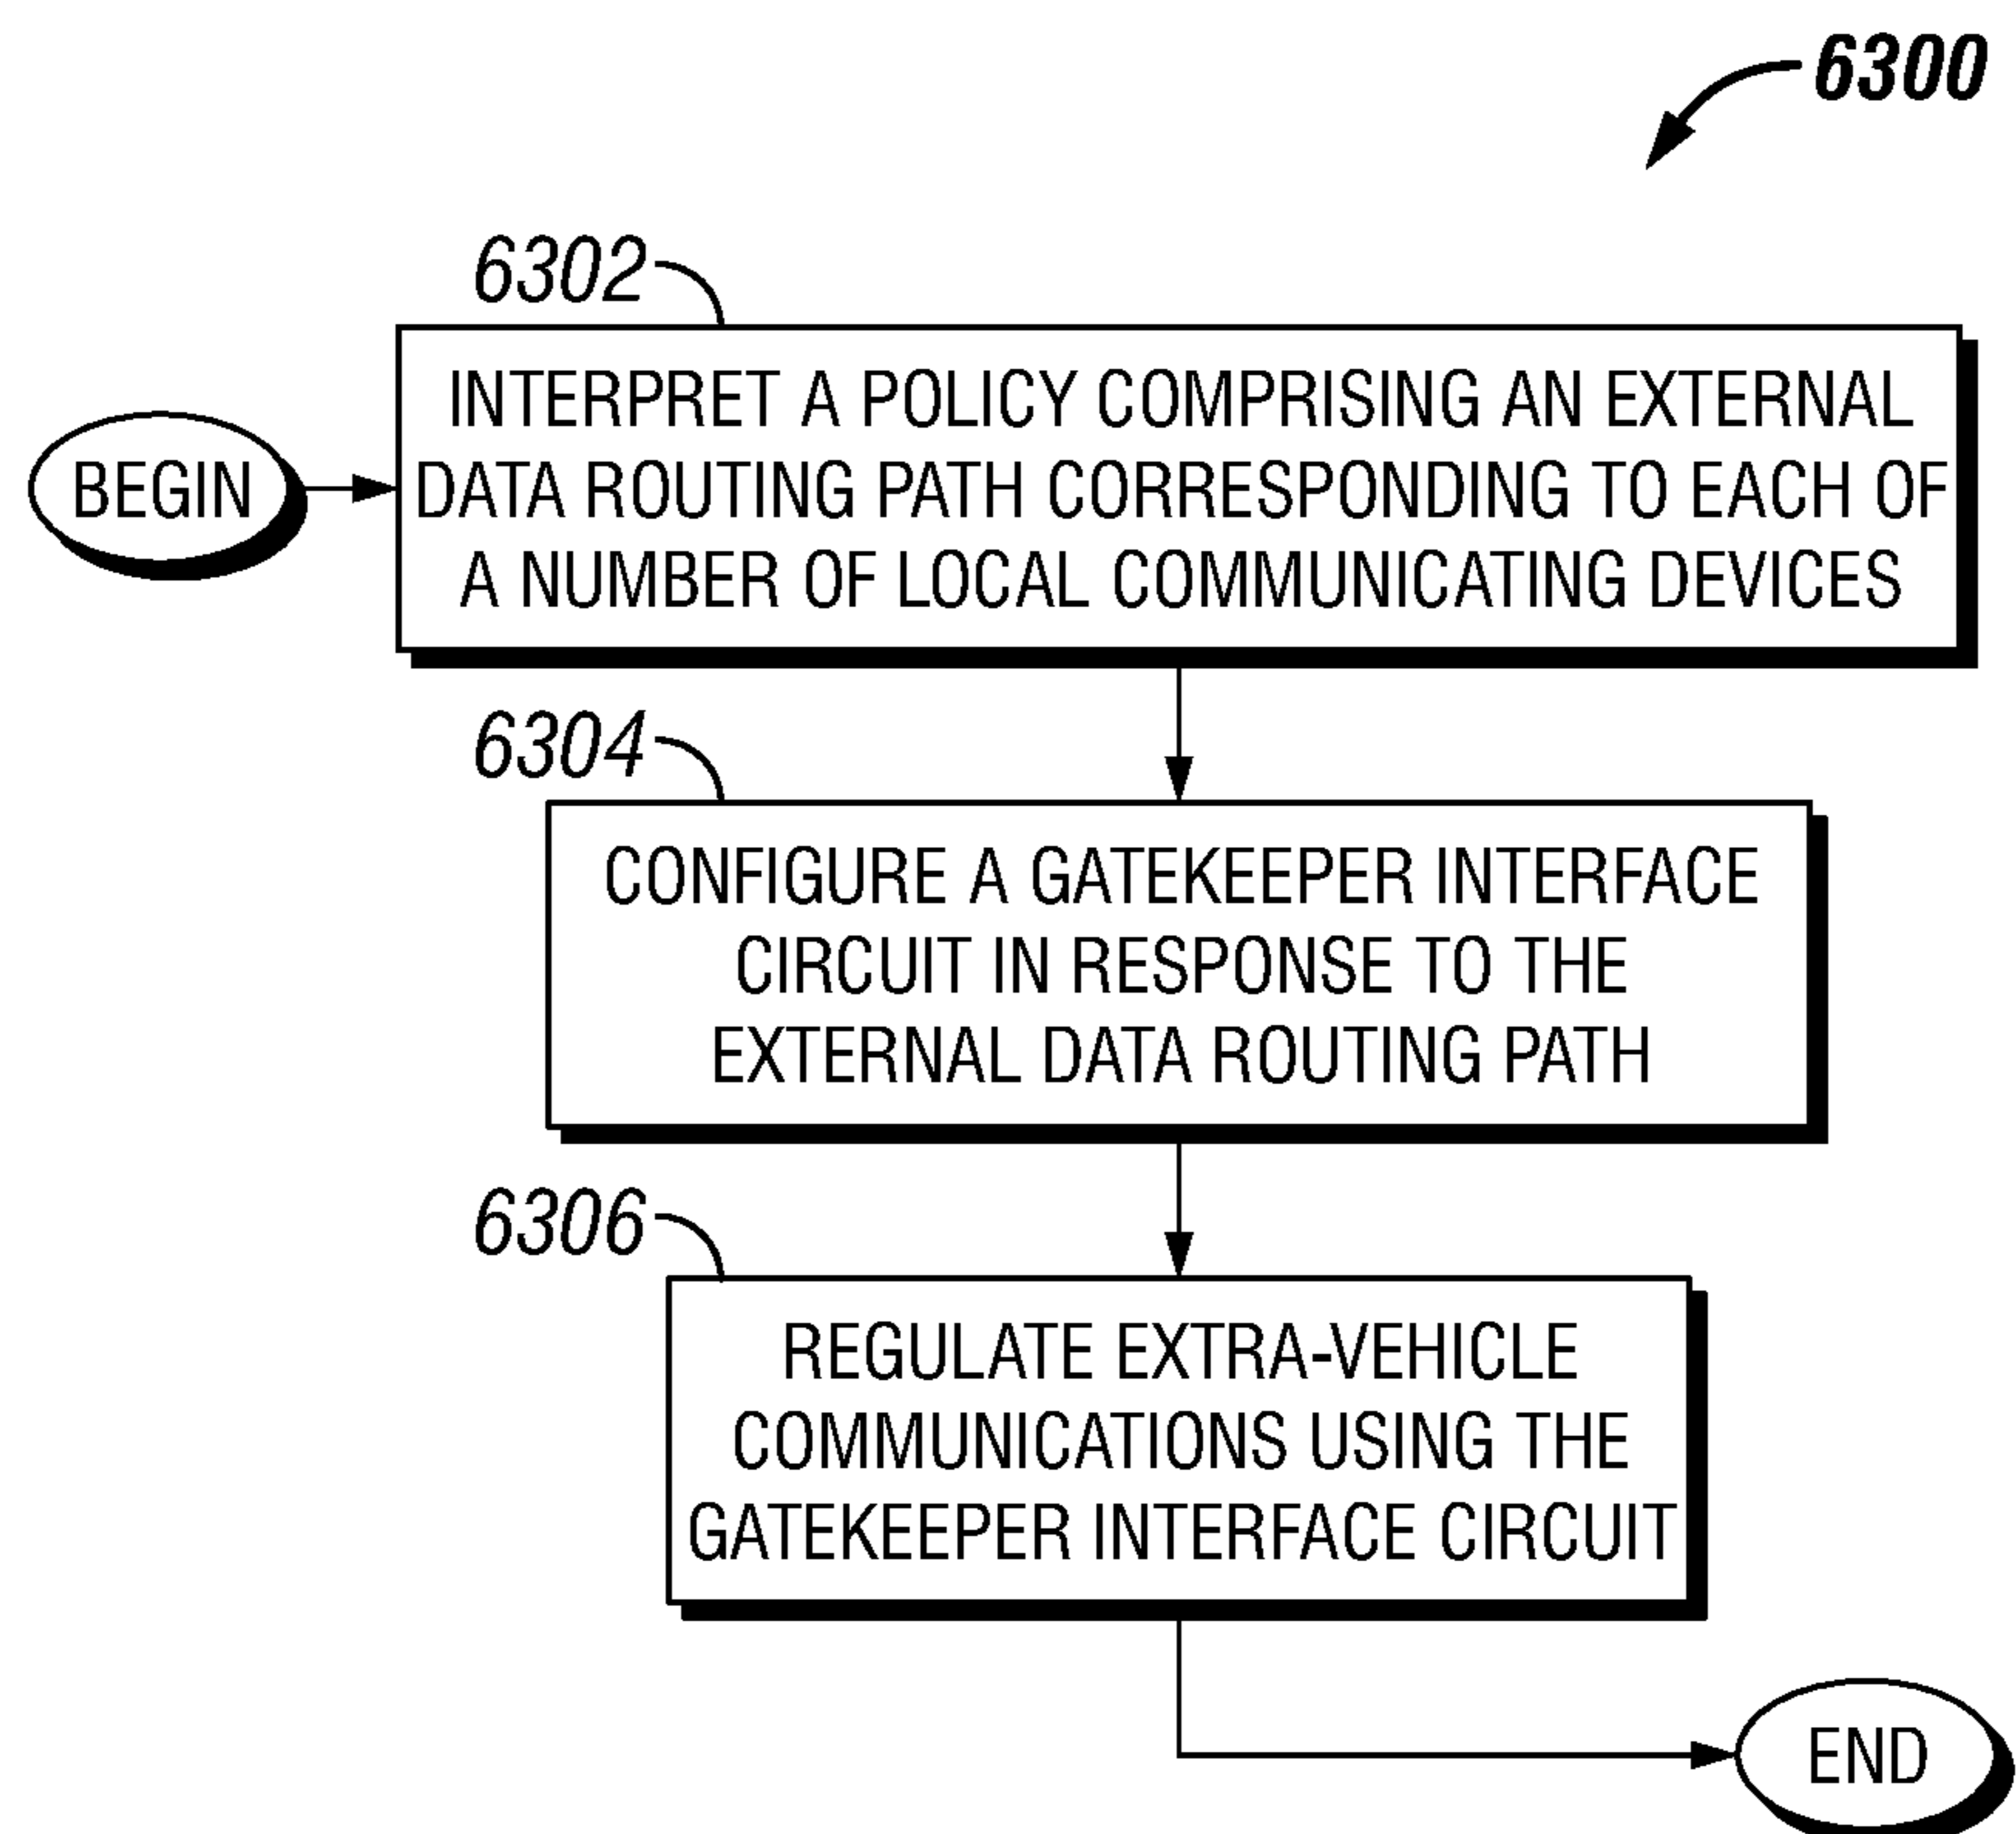 6300
6302
BEGIN
INTERPRET A POLICY COMPRISING AN EXTERNAL
DATA ROUTING PATH CORRESPONDING TO EACH OF
A NUMBER OF LOCAL COMMUNICATING DEVICES
6304
CONFIGURE A GATEKEEPER INTERFACE
CIRCUIT IN RESPONSE TO THE
EXTERNAL DATA ROUTING PATH
6306
REGULATE EXTRA-VEHICLE
COMMUNICATIONS USING THE
GATEKEEPER INTERFACE CIRCUIT
END